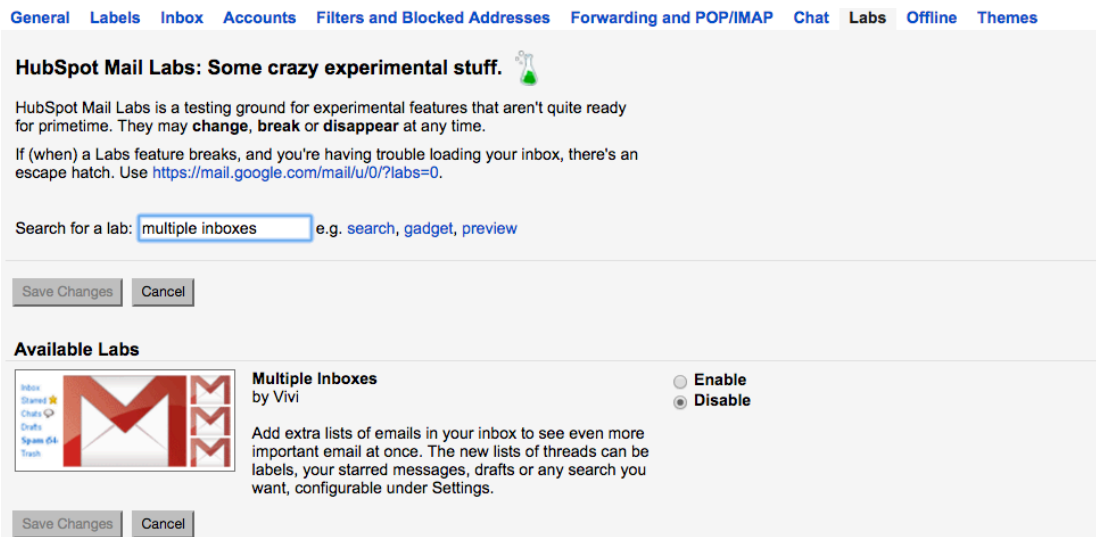 General Labels Inbox Accounts Filters and Blocked Addresses Forwarding and POP/IMAP Chat Labs Offline Themes
HubSpot Mail Labs: Some crazy experimental stuff.
HubSpot Mail Labs is a testing ground for experimental features that aren't quite ready
for primetime. They may change, break or disappear at any time.
If (when) a Labs feature breaks, and you're having trouble loading your inbox, there's an
escape hatch. Use https://mail.google.com/mail/u/0/?labs=0.
Search for a lab: multiple inboxes e.g. search, gadget, preview
Save Changes Cancel
Available Labs
Inbox
Starred
Chats
Drafts
Spam (54
Trash
Multiple Inboxes
by Vivi
Add extra lists of emails in your inbox to see even more
important email at once. The new lists of threads can be
labels, your starred messages, drafts or any search you
want, configurable under Settings.
Enable
Disable
Save Changes Cancel